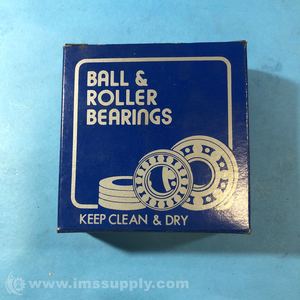 BALL &
ROLLER
BEARINGS
KEEP CLEAN & DRY
© www.imssupply.com